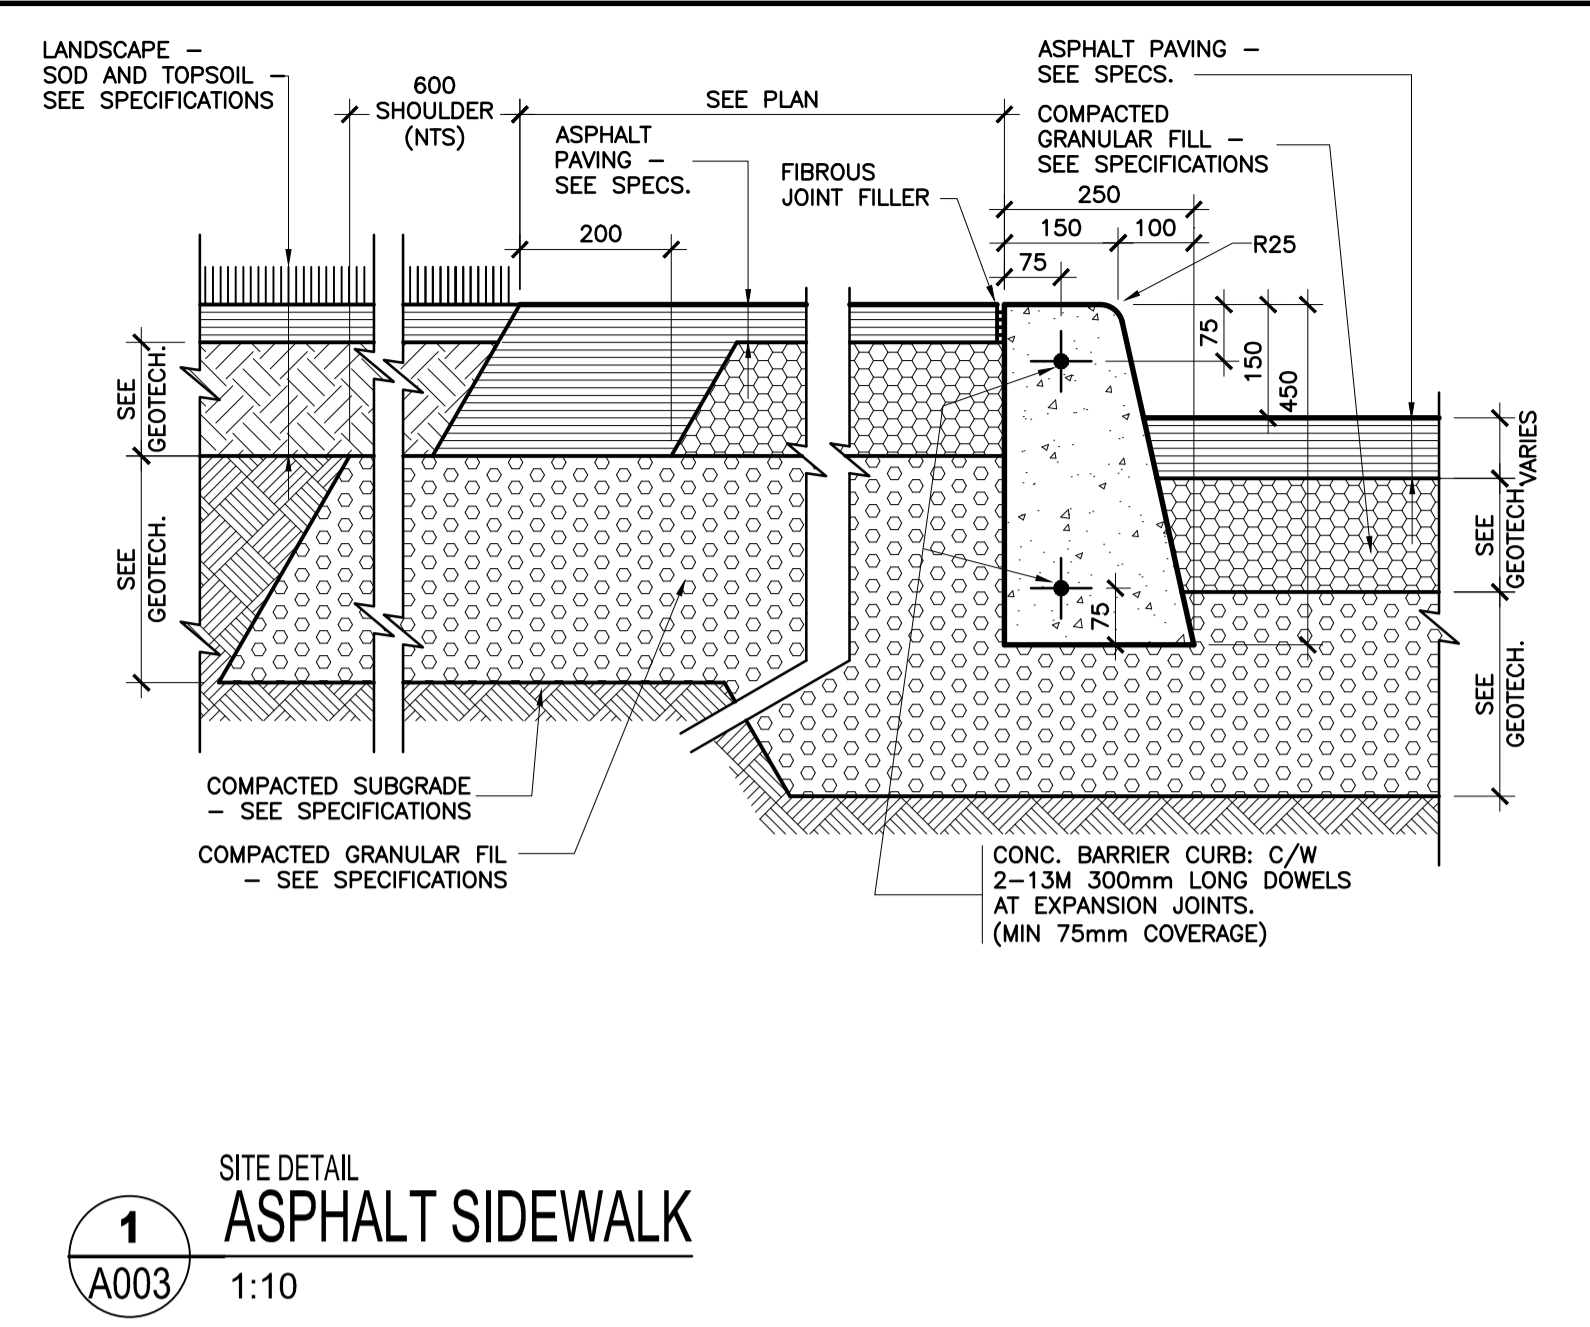 LANDSCAPE –
SOD AND TOPSOIL –
SEE SPECIFICATIONS
600
SHOULDER
(NTS)
SEE PLAN
ASPHALT
PAVING –
SEE SPECS.
200
FIBROUS
JOINT FILLER
ASPHALT PAVING –
SEE SPECS.
COMPACTED
GRANULAR FILL –
SEE SPECIFICATIONS
250
150
100
75
R25
75
150
450
SEE
GEOTECH.
SEE
GEOTECH.
VARIES
SEE
GEOTECH.
SEE
GEOTECH.
75
COMPACTED SUBGRADE
– SEE SPECIFICATIONS
COMPACTED GRANULAR FIL
– SEE SPECIFICATIONS
CONC. BARRIER CURB: C/W
2–13M 300mm LONG DOWELS
AT EXPANSION JOINTS.
(MIN 75mm COVERAGE)
SITE DETAIL
1
ASPHALT SIDEWALK
A003
1:10